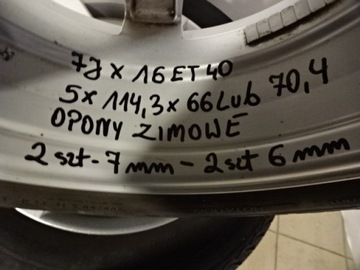 7J x 16 ET 40
5x 114,3 x 66 Lub 70,4
OPONY ZIMOWE
2 szt - 7 mm - 2 szt 6 mm